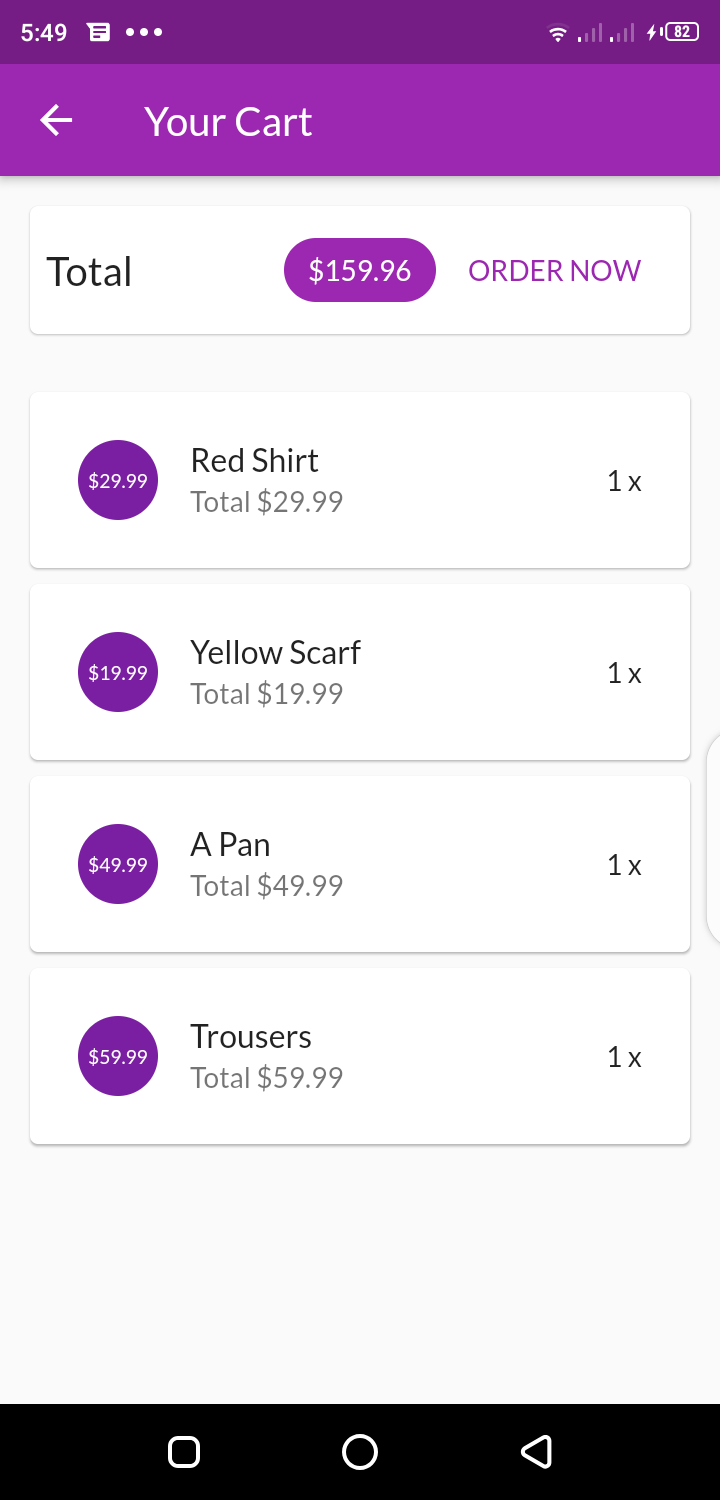 5:49
82
Your Cart
Total $159.96 ORDER NOW
$29.99
Red Shirt
Total $29.99
1 x
$19.99
Yellow Scarf
Total $19.99
1 x
$49.99
A Pan
Total $49.99
1 x
$59.99
Trousers
Total $59.99
1 x